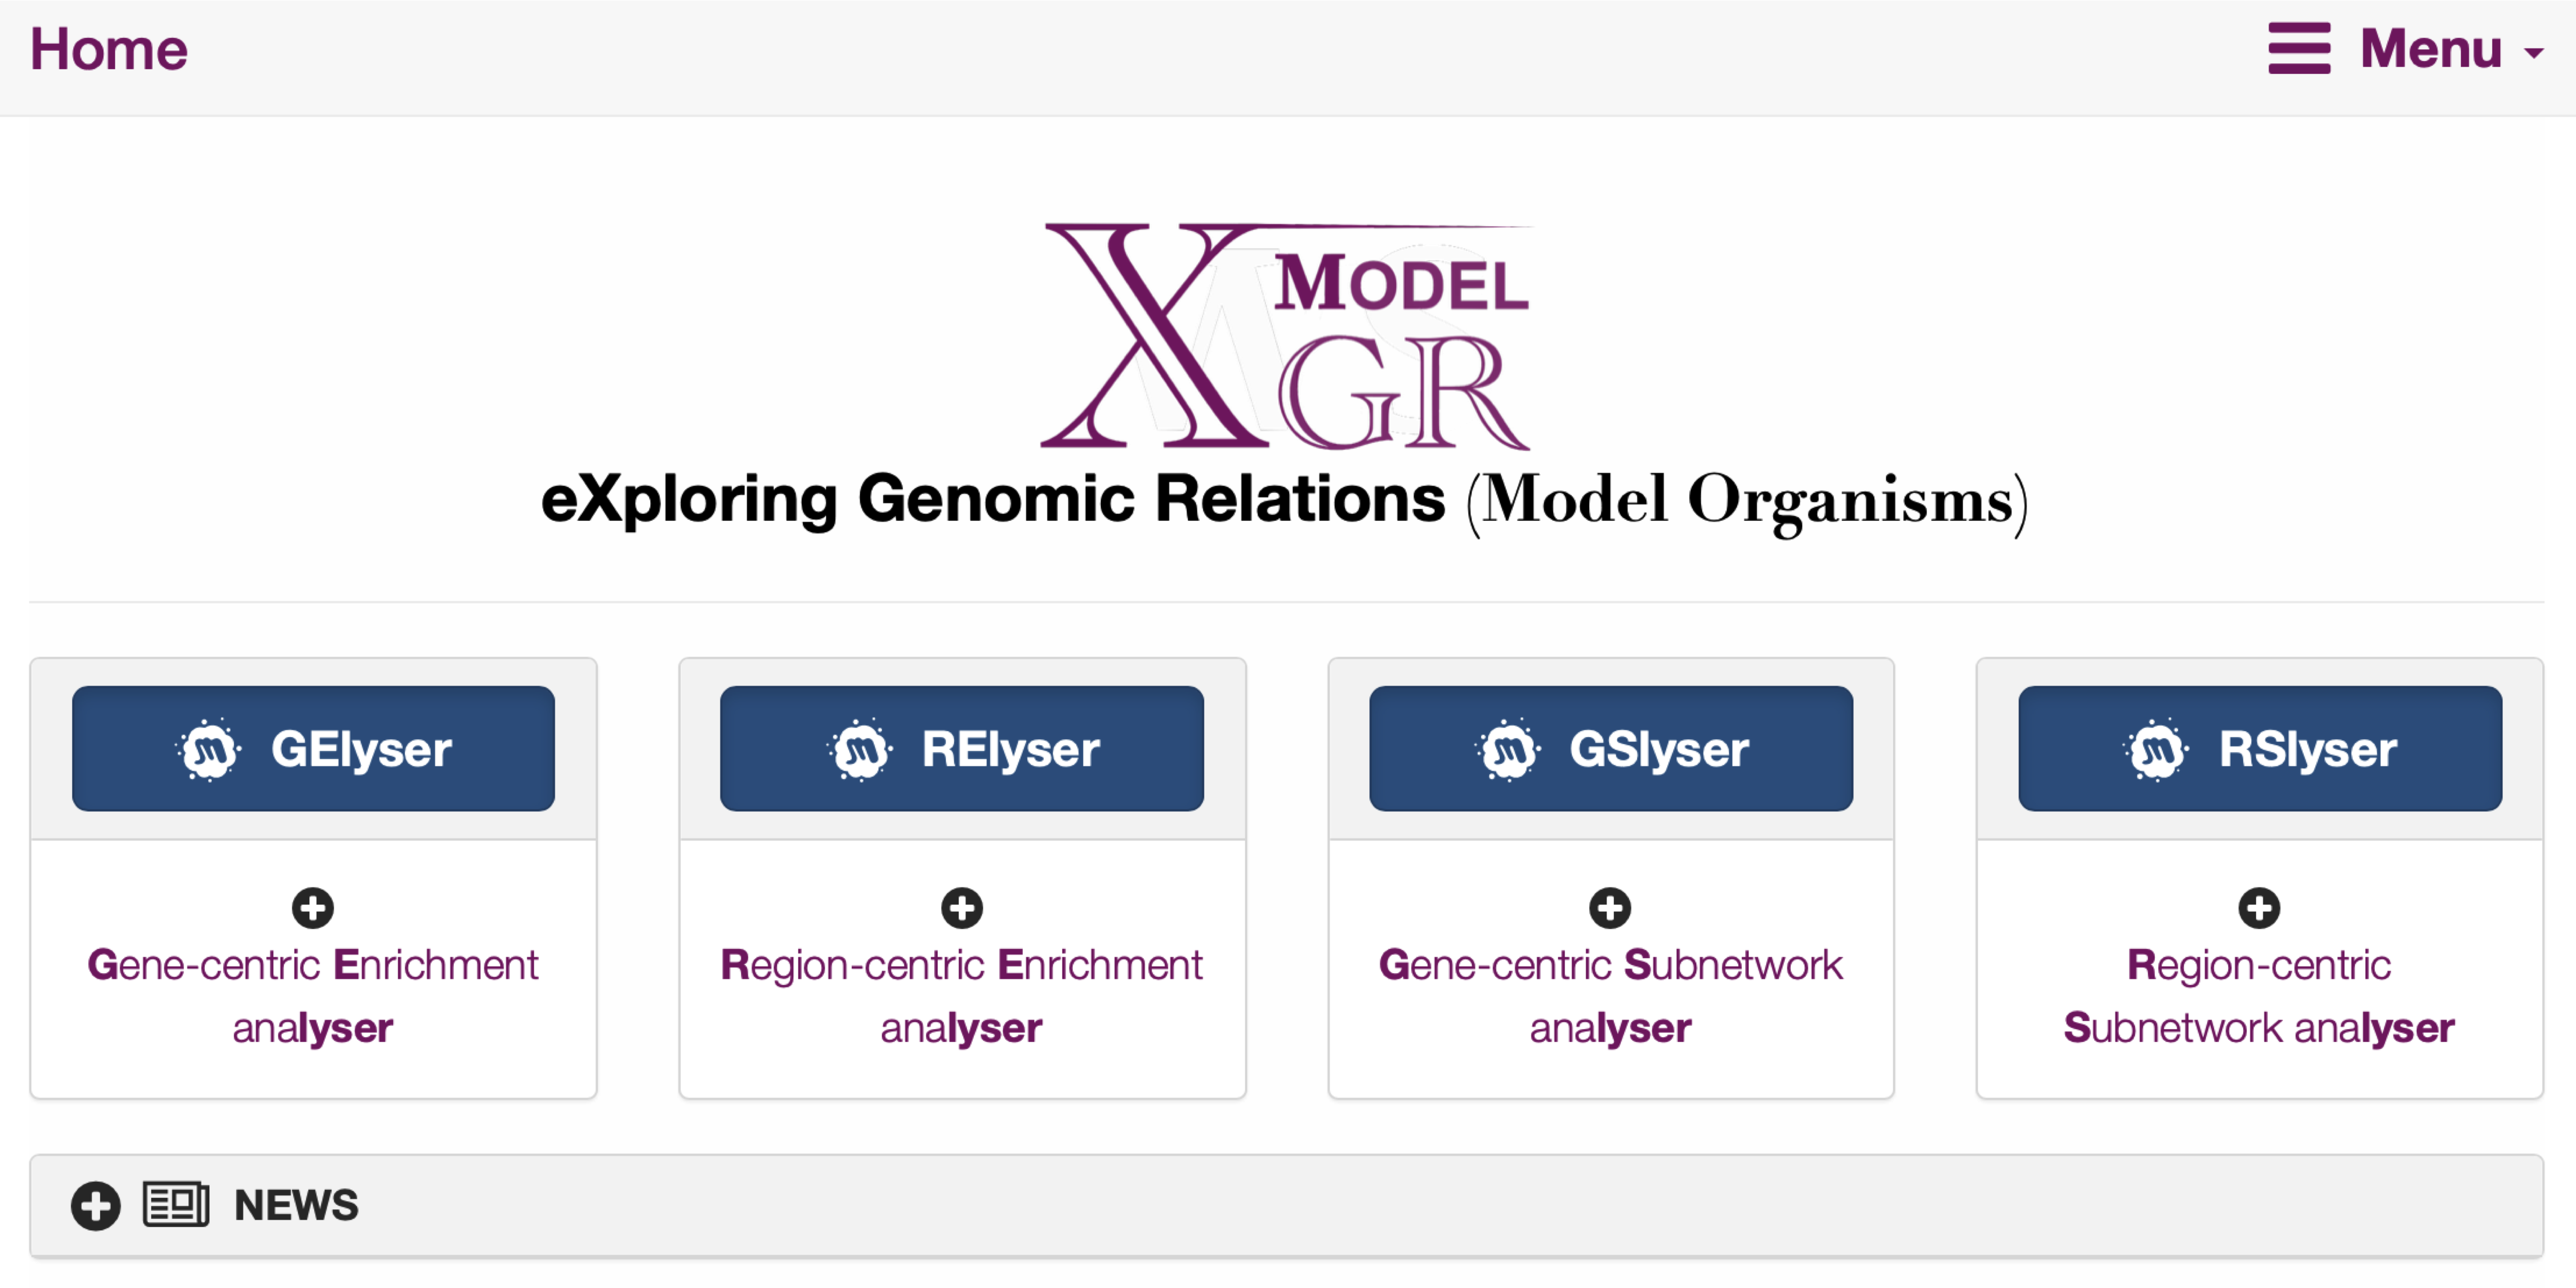 Home
Menu
X MODEL
GR
eXploring Genomic Relations (Model Organisms)
GElyser
RElyser
GSlyser
RSlyser
Gene-centric Enrichment
analyser
Region-centric Enrichment
analyser
Gene-centric Subnetwork
analyser
Region-centric
Subnetwork analyser
NEWS